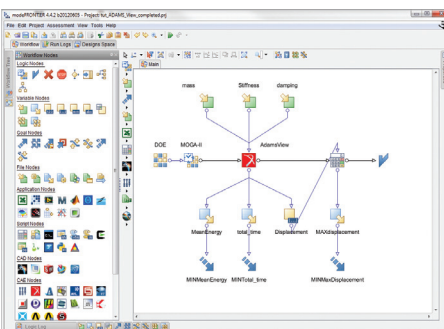 modeFRONTIER 4.4.2 b20120605 - Project: tut_ADAMS_View_completed.prj
File Edit Project Assessment View Tools Help
Workflow Run Logs Designs Space
Workflow Nodes
Main
Logic Nodes
Variable Nodes
Goal Nodes
File Nodes
Application Nodes
Script Nodes
CAD Nodes
CAE Nodes
mass Stiffness damping
DOE MOGA-II AdamsView
MeanEnergy total_time Displacement MAXdisplacement
MINMeanEnergy MINTotal_time MINMaxDisplacement